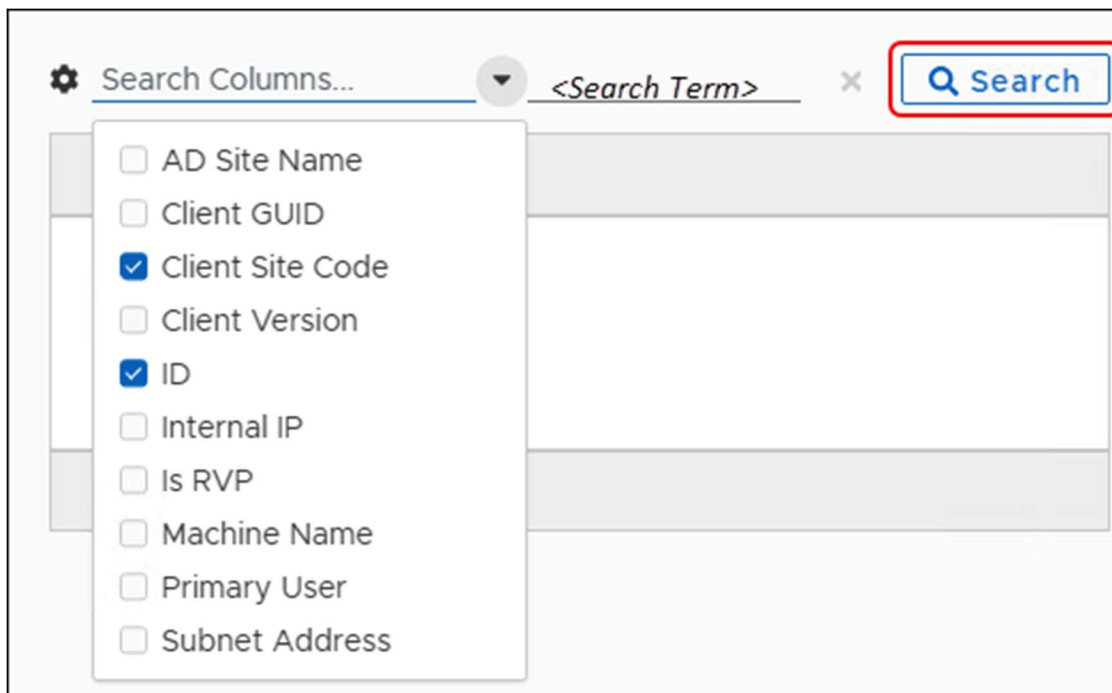 Search Columns... <Search Term> × Search
AD Site Name
Client GUID
Client Site Code
Client Version
ID
Internal IP
Is RVP
Machine Name
Primary User
Subnet Address